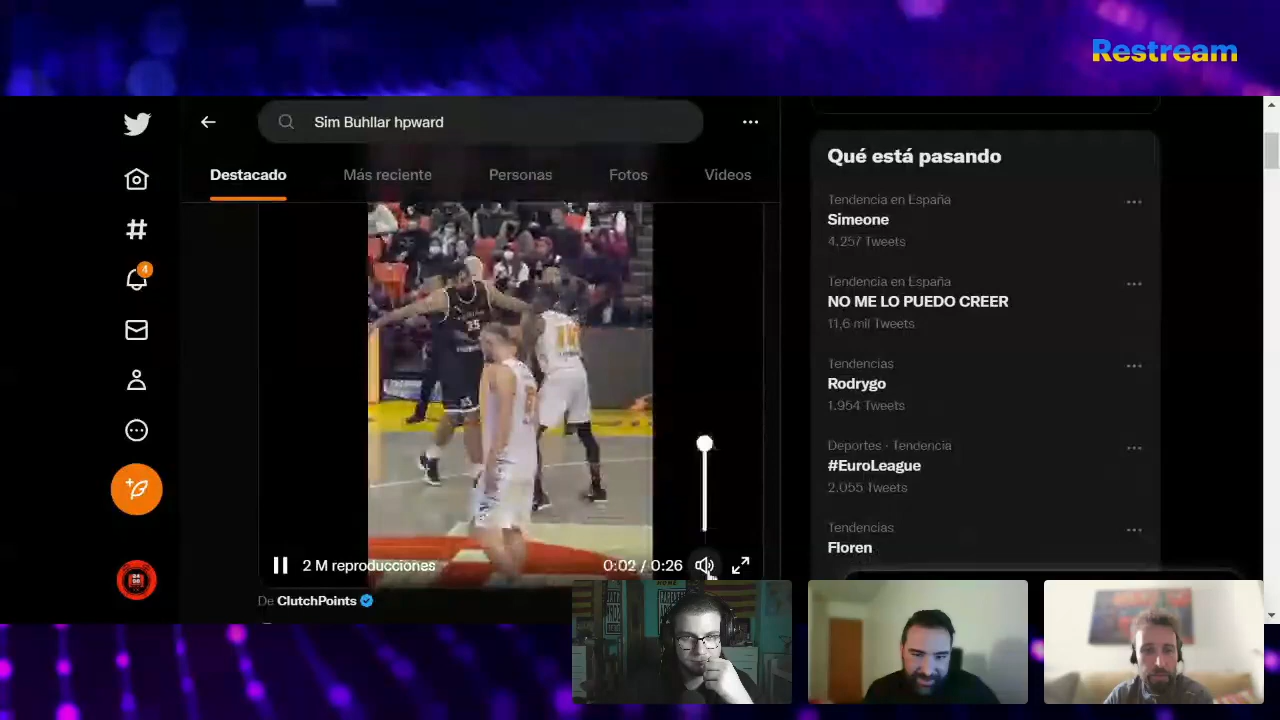 Restream
Sim Buhllar hpward
Destacado
Más reciente
Personas
Fotos
Videos
Qué está pasando
Tendencia en España
Simeone
4.257 Tweets
Tendencia en España
NO ME LO PUEDO CREER
11,6 mil Tweets
Tendencias
Rodrygo
1.954 Tweets
Deportes · Tendencia
#EuroLeague
2.055 Tweets
Tendencias
Floren
4
35
2 M reproducciones
0:02 / 0:26
De ClutchPoints